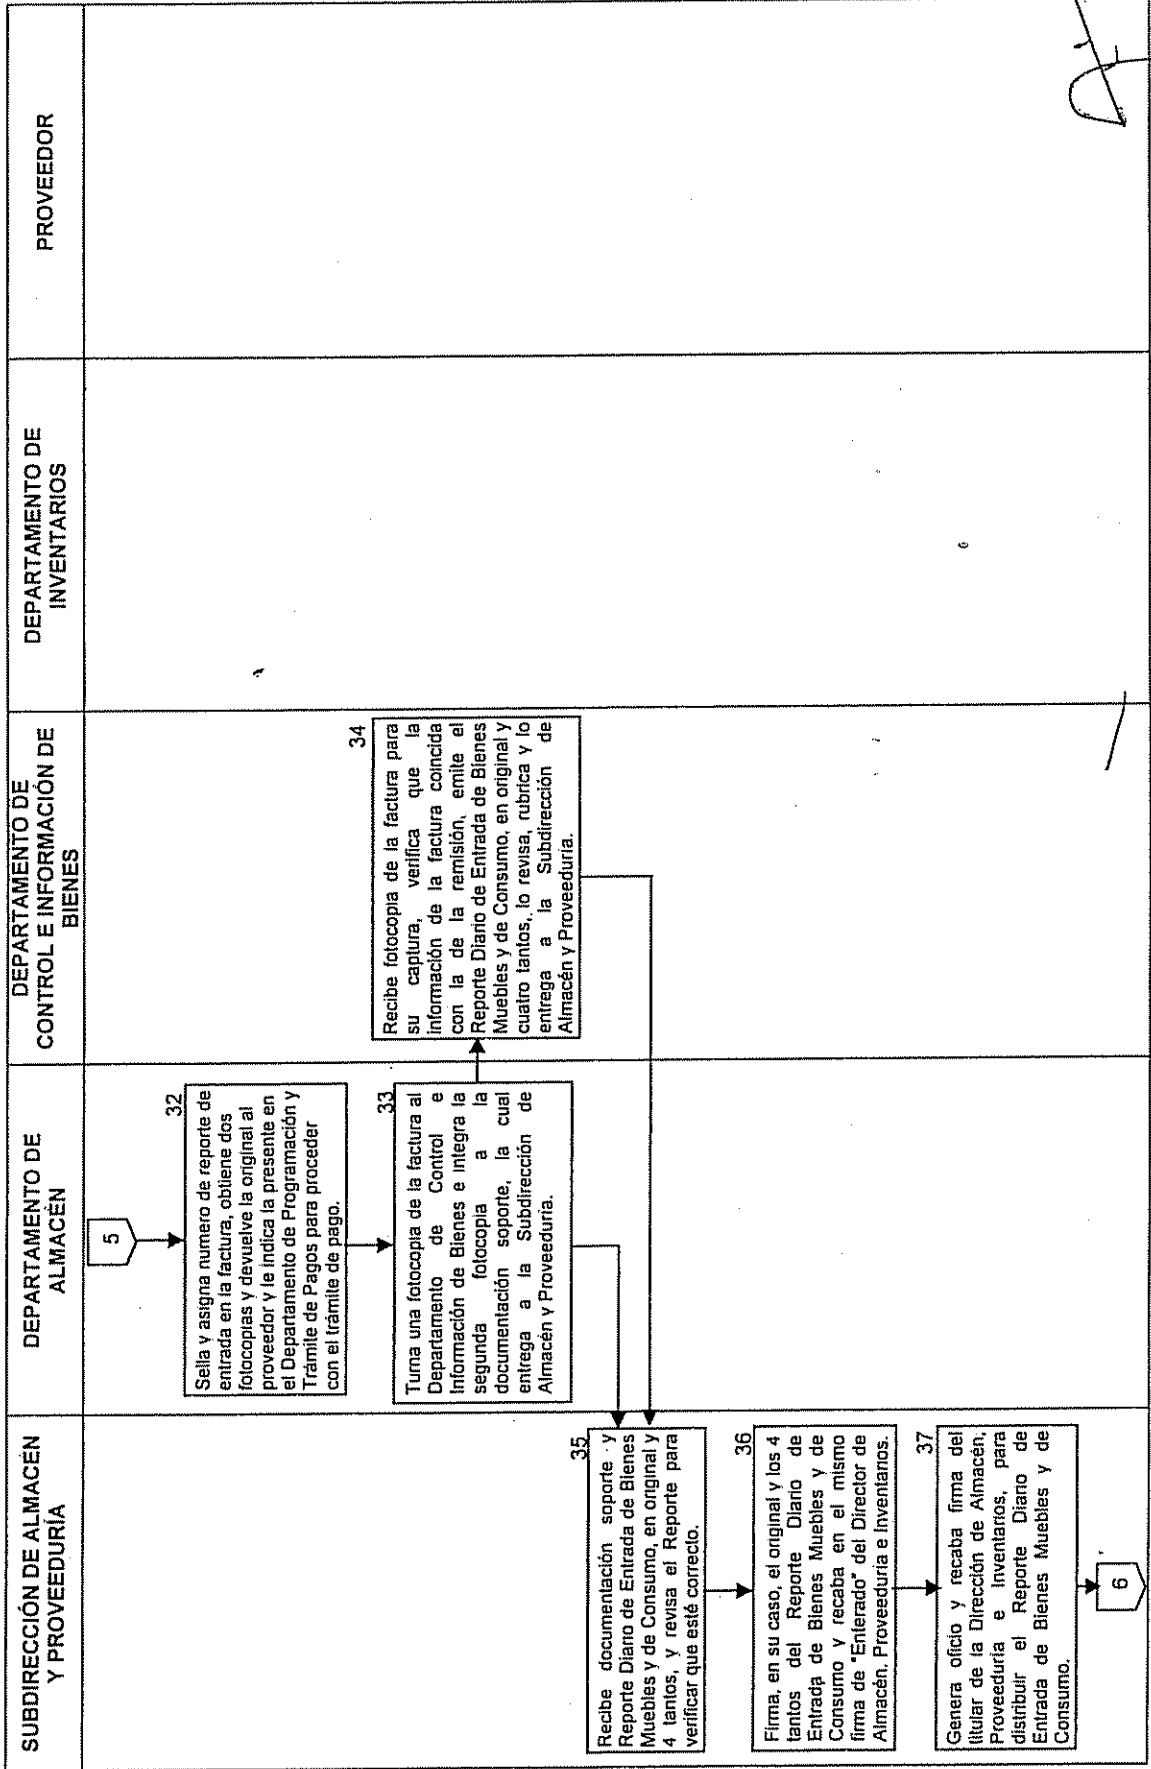 SUBDIRECCIÓN DE ALMACÉN
Y PROVEEDURÍA
DEPARTAMENTO DE
ALMACÉN
DEPARTAMENTO DE
CONTROL E INFORMACIÓN DE
BIENES
DEPARTAMENTO DE
INVENTARIOS
PROVEEDOR
5
32
Sella y asigna numero de reporte de
entrada en la factura, obtiene dos
fotocopias y devuelve la original al
proveedor y le indica la presente en
el Departamento de Programación y
Trámite de Pagos para proceder
con el trámite de pago.
33
Turna una fotocopia de la factura al
Departamento de Control e
Información de Bienes e integra la
segunda fotocopia a la
documentación soporte, la cual
entrega a la Subdirección de
Almacén y Proveeduria.
34
Recibe fotocopia de la factura para
su captura, verifica que la
información de la factura coincida
con la de la remisión, emite el
Reporte Diario de Entrada de Bienes
Muebles y de Consumo, en original y
cuatro tantos, lo revisa, rubrica y lo
entrega a la Subdirección de
Almacén y Proveeduria.
35
Recibe documentación soporte y
Reporte Diario de Entrada de Bienes
Muebles y de Consumo, en original y
4 tantos, y revisa el Reporte para
verificar que esté correcto.
36
Firma, en su caso, el original y los 4
tantos del Reporte Diario de
Entrada de Bienes Muebles y de
Consumo y recaba en el mismo
firma de "Enterado" del Director de
Almacén. Proveeduria e Inventarios.
37
Genera oficio y recaba firma del
titular de la Dirección de Almacén,
Proveeduria e Inventarios, para
distribuir el Reporte Diario de
Entrada de Bienes Muebles y de
Consumo.
6